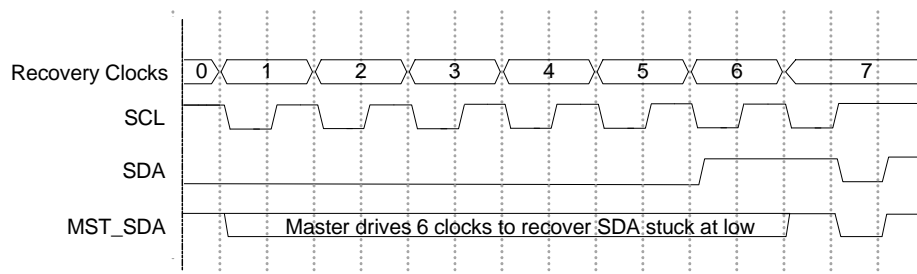 Recovery Clocks 0 1 2 3 4 5 6 7
SCL
SDA
MST_SDA Master drives 6 clocks to recover SDA stuck at low